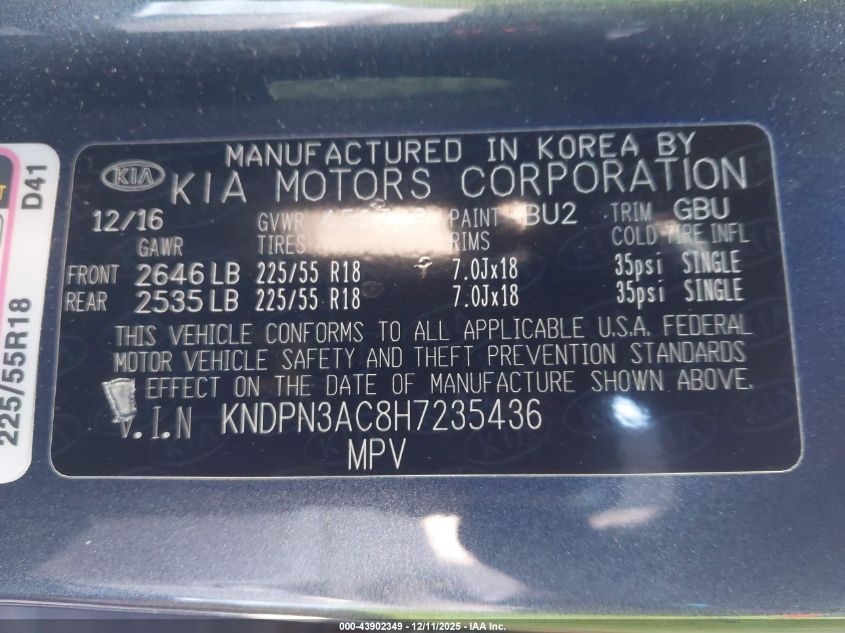 MANUFACTURED IN KOREA BY
KIA KIA MOTORS CORPORATION
12/16 GVWR PAINT BU2 TRIM GBU
GAWR TIRES RIMS COLD TIRE INFL
FRONT 2646 LB 225/55 R18 7.0Jx18 35psi SINGLE
REAR 2535 LB 225/55 R18 7.0Jx18 35psi SINGLE
THIS VEHICLE CONFORMS TO ALL APPLICABLE U.S.A. FEDERAL
MOTOR VEHICLE SAFETY AND THEFT PREVENTION STANDARDS
EFFECT ON THE DATE OF MANUFACTURE SHOWN ABOVE.
V.I.N KNDPN3AC8H7235436
MPV
225/55R18 D41
000-43902349 - 12/11/2025 - IAA Inc.